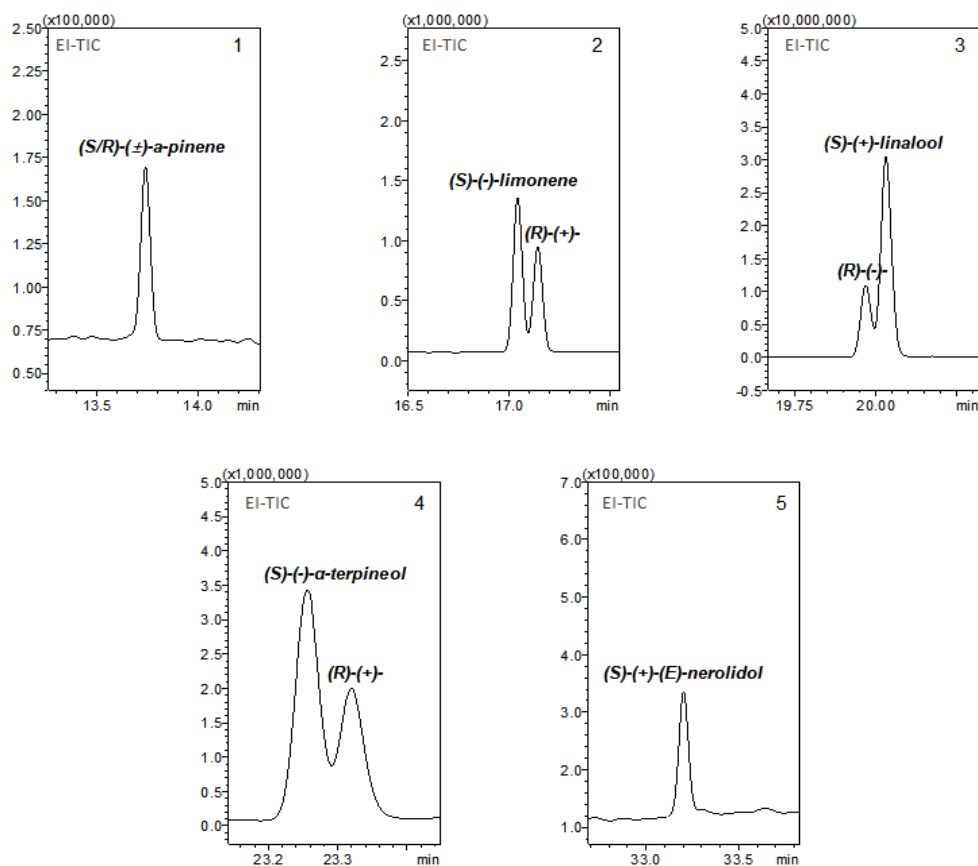 (x100,000)
2.50
EI-TIC
1
2.25
2.00
(S/R)-(±)-a-pinene
1.75
1.50
1.25
1.00
0.75
0.50
13.5
14.0
min
(x1,000,000)
EI-TIC
2
2.5
2.0
(S)-(-)-limonene
1.5
(R)-(+)-
1.0
0.5
0.0
16.5
17.0
min
(x10,000,000)
5.0
EI-TIC
3
4.5
4.0
3.5
(S)-(+)-linalool
3.0
2.5
2.0
1.5
(R)-(-)-
1.0
0.5
0.0
-0.5
19.75
20.00
min
(x1,000,000)
5.0
EI-TIC
4
4.5
4.0
(S)-(-)-α-terpineol
3.5
3.0
2.5
(R)-(+)-
2.0
1.5
1.0
0.5
0.0
23.2
23.3
min
(x100,000)
7.0
EI-TIC
5
6.0
5.0
4.0
(S)-(+)-(E)-nerolidol
3.0
2.0
1.0
33.0
33.5
min